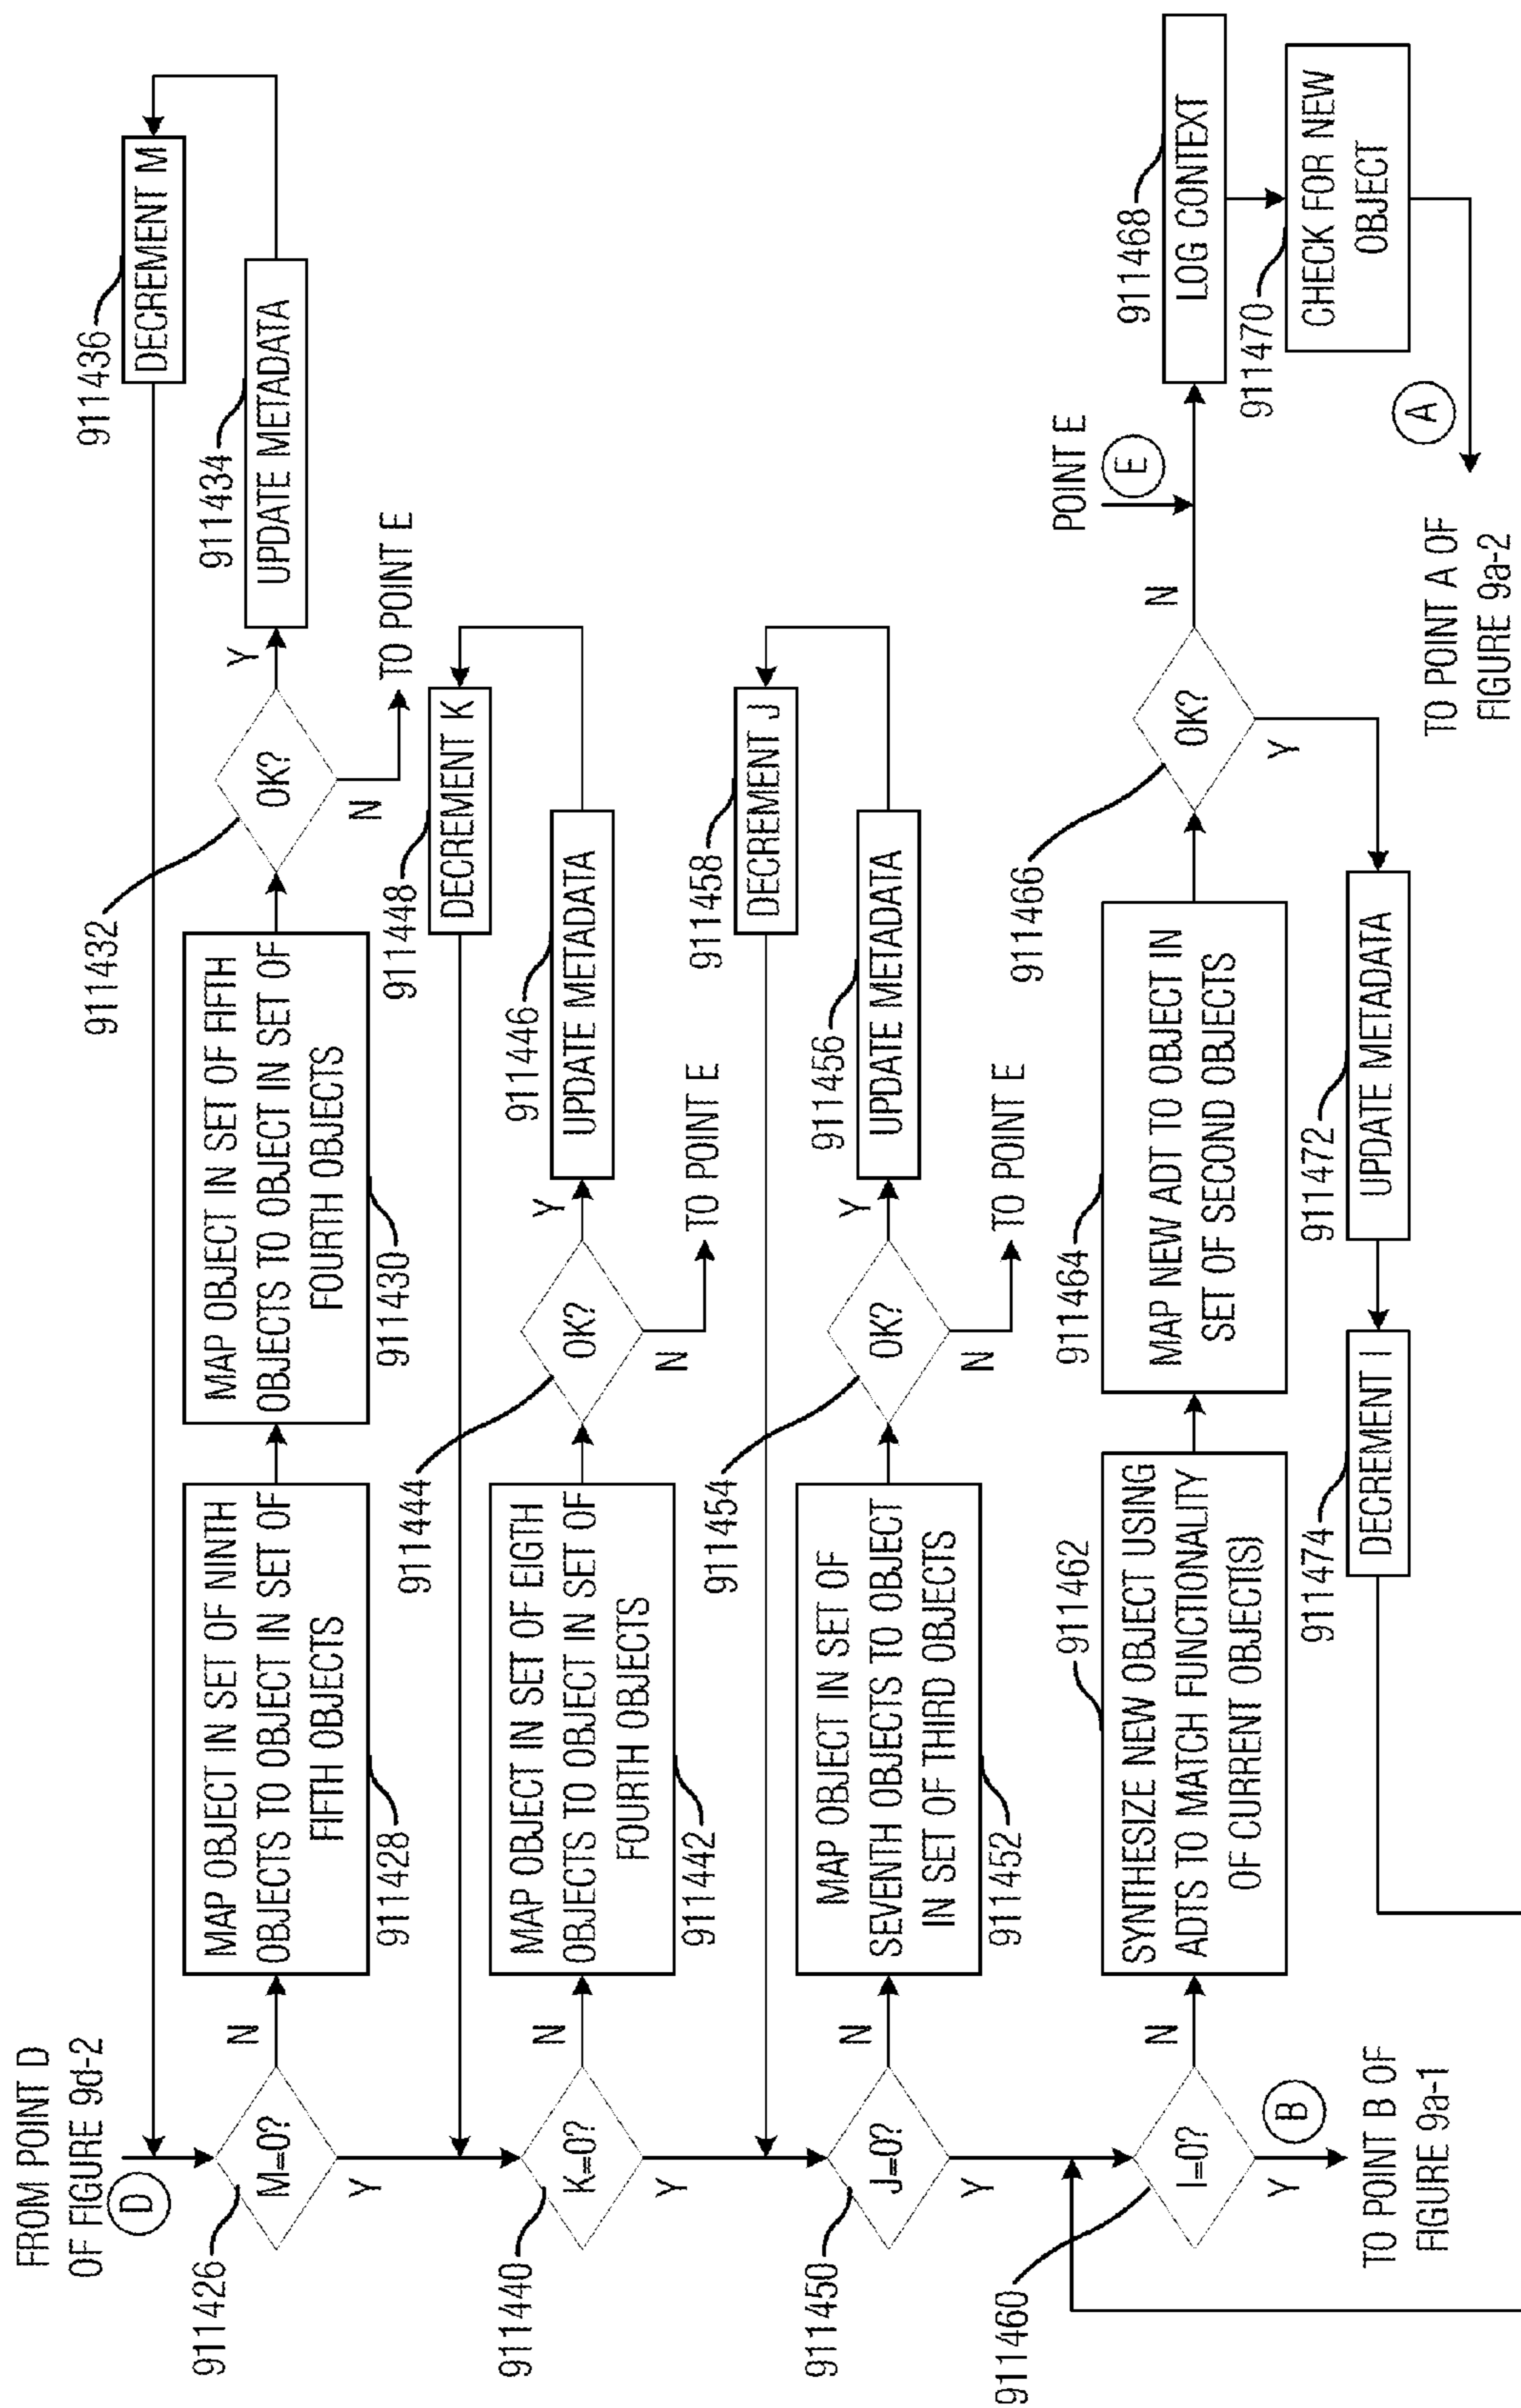 FROM POINT D
OF FIGURE 9d-2
D
911426
M=0?
N
Y
MAP OBJECT IN SET OF NINTH
OBJECTS TO OBJECT IN SET OF
FIFTH OBJECTS
911428
MAP OBJECT IN SET OF FIFTH
OBJECTS TO OBJECT IN SET OF
FOURTH OBJECTS
911430
911432
OK?
Y
N
TO POINT E
911434
UPDATE METADATA
911436
DECREMENT M
911440
K=0?
N
Y
MAP OBJECT IN SET OF EIGTH
OBJECTS TO OBJECT IN SET OF
FOURTH OBJECTS
911442
911444
OK?
Y
N
TO POINT E
911446
UPDATE METADATA
911448
DECREMENT K
911450
J=0?
N
Y
MAP OBJECT IN SET OF
SEVENTH OBJECTS TO OBJECT
IN SET OF THIRD OBJECTS
911452
911454
OK?
Y
N
TO POINT E
911456
UPDATE METADATA
911458
DECREMENT J
911460
I=0?
N
Y
B
TO POINT B OF
FIGURE 9a-1
911462
SYNTHESIZE NEW OBJECT USING
ADTS TO MATCH FUNCTIONALITY
OF CURRENT OBJECT(S)
911464
MAP NEW ADT TO OBJECT IN
SET OF SECOND OBJECTS
911466
OK?
N
Y
POINT E
E
911468
LOG CONTEXT
911470
CHECK FOR NEW
OBJECT
A
TO POINT A OF
FIGURE 9a-2
911472
UPDATE METADATA
911474
DECREMENT I